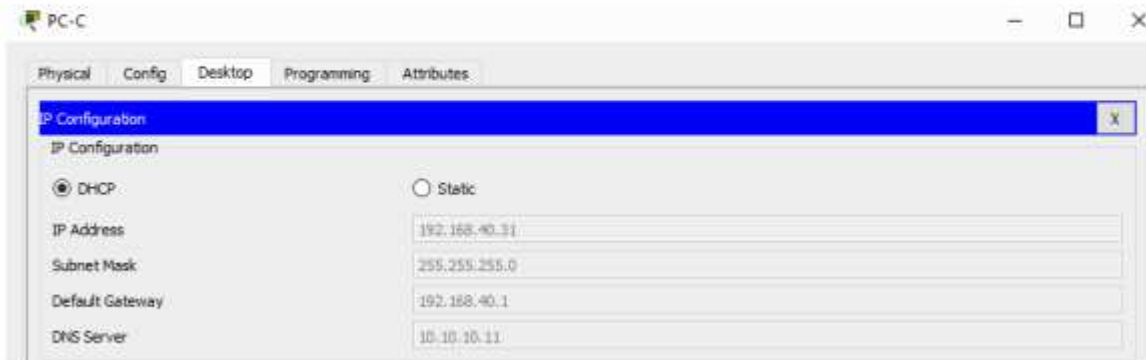 PC-C
Physical Config Desktop Programming Attributes
IP Configuration X
IP Configuration
DHCP Static
IP Address 192.168.40.31
Subnet Mask 255.255.255.0
Default Gateway 192.168.40.1
DNS Server 10.10.10.11